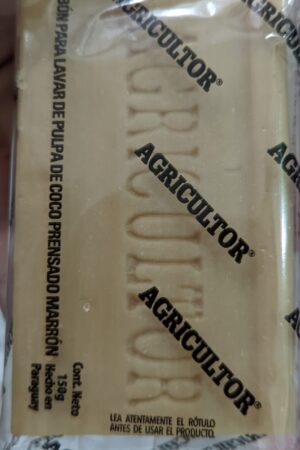 AGRICULTOR®
AGRICULTOR®
AGRICULTOR®
AGRICULTOR
BÓN PARA LAVAR DE PULPA DE COCO PRENSADO MARRÓN
Cont. Neto
150g
Hecho en
Paraguay
LEA ATENTAMENTE EL RÓTULO
ANTES DE USAR EL PRODUCTO.